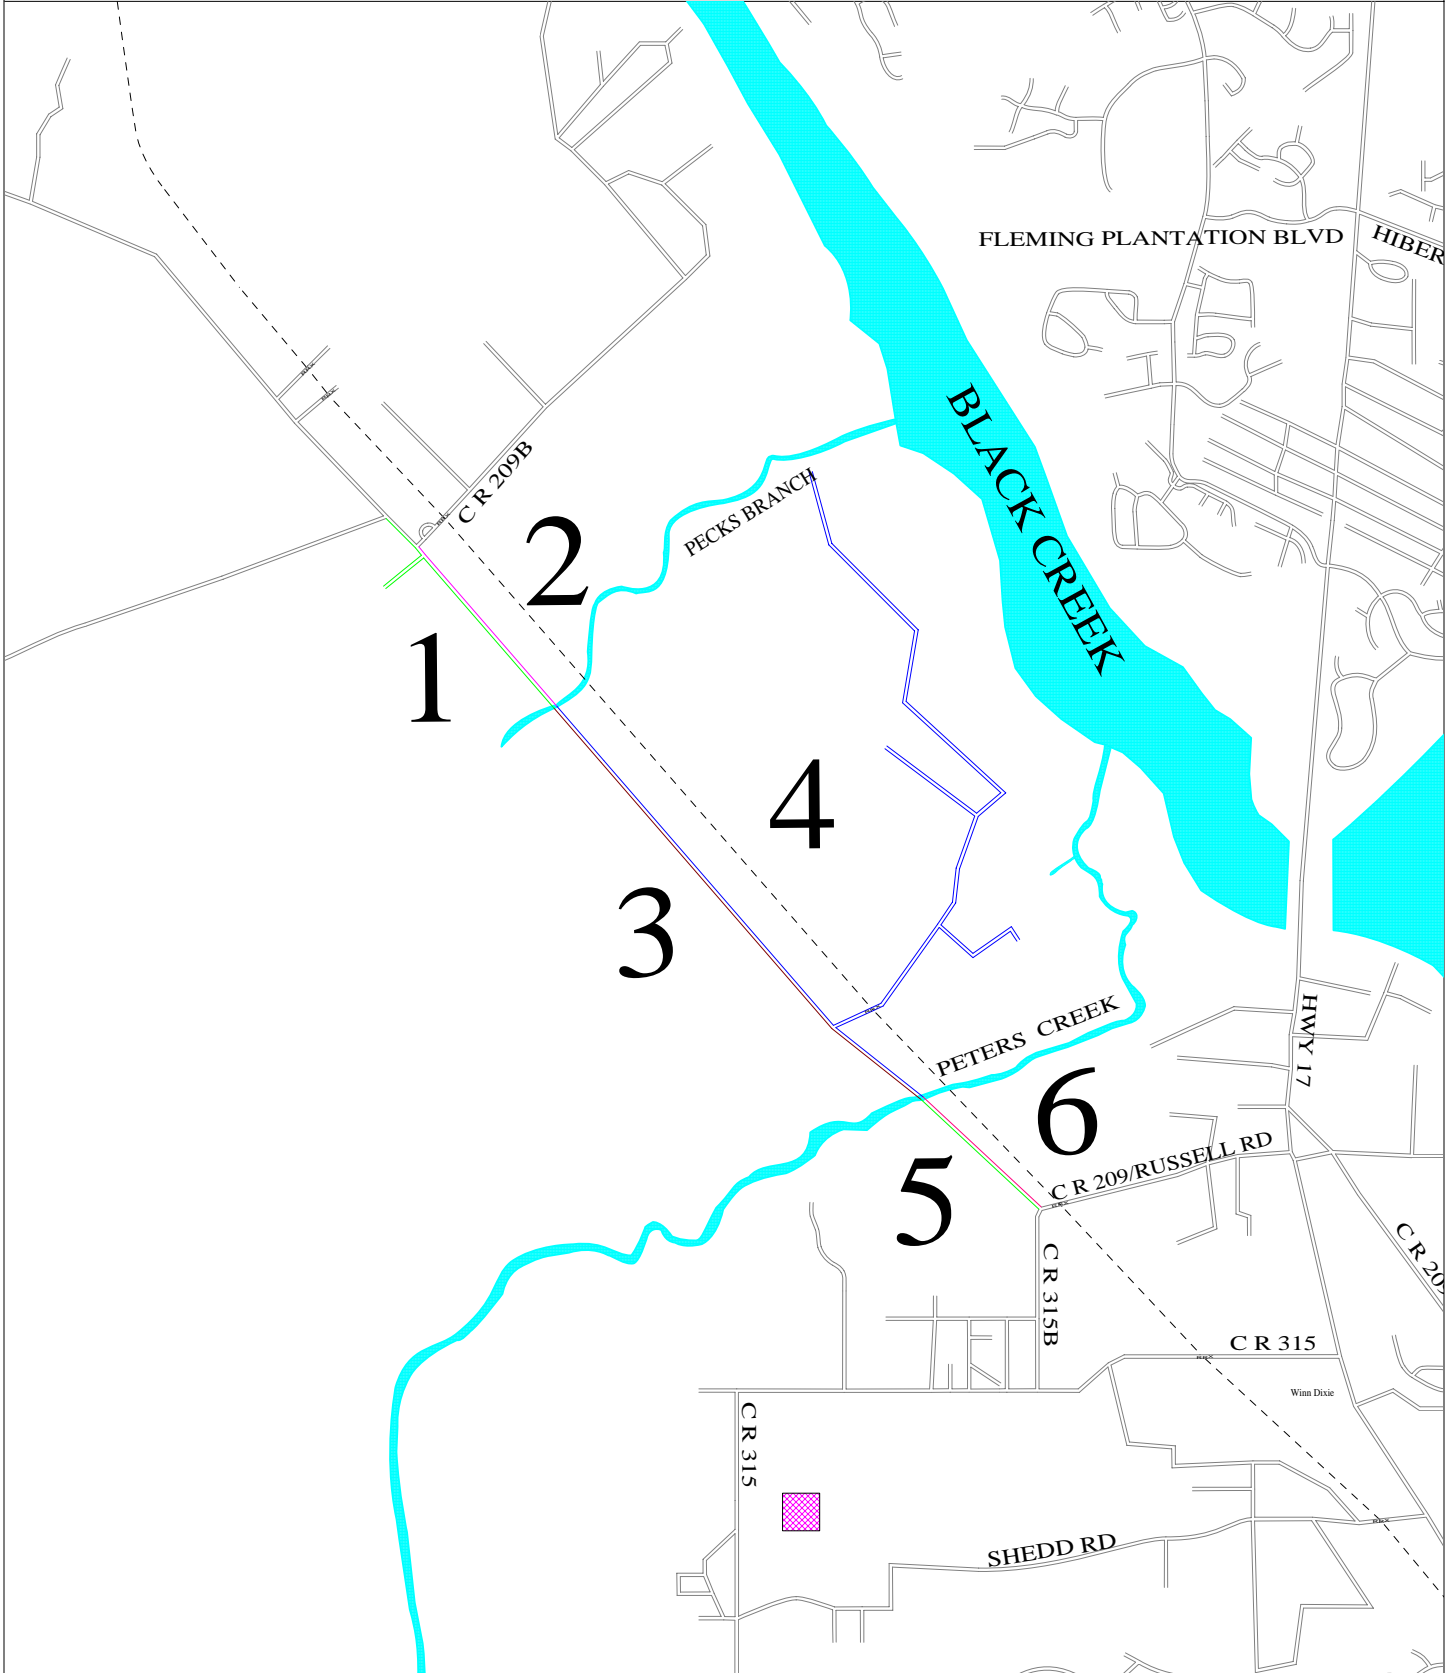 FLEMING PLANTATION BLVD
HIBER
BLACK CREEK
C R 209B
PECKS BRANCH
2
1
4
3
PETERS CREEK
HWY 17
6
C R 209/RUSSELL RD
5
C R 209
C R 315B
C R 315
Winn Dixie
C R 315
SHEDD RD